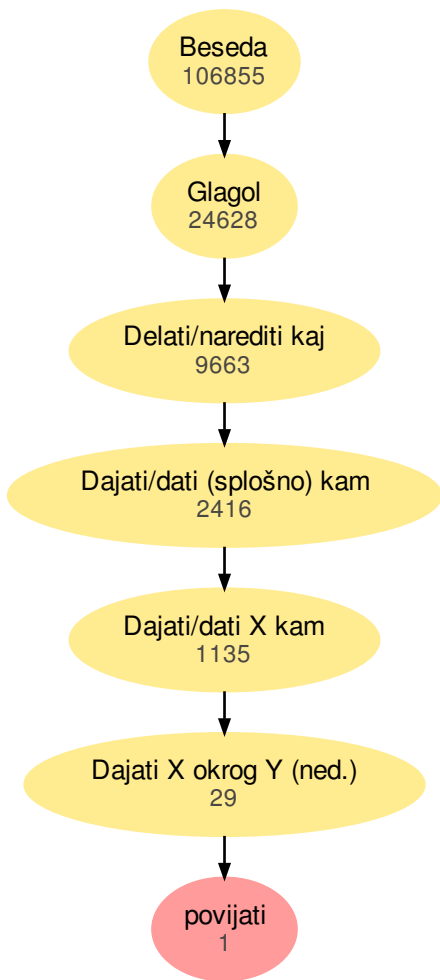 Beseda
106855
Glagol
24628
Delati/narediti kaj
9663
Dajati/dati (splošno) kam
2416
Dajati/dati X kam
1135
Dajati X okrog Y (ned.)
29
povijati
1